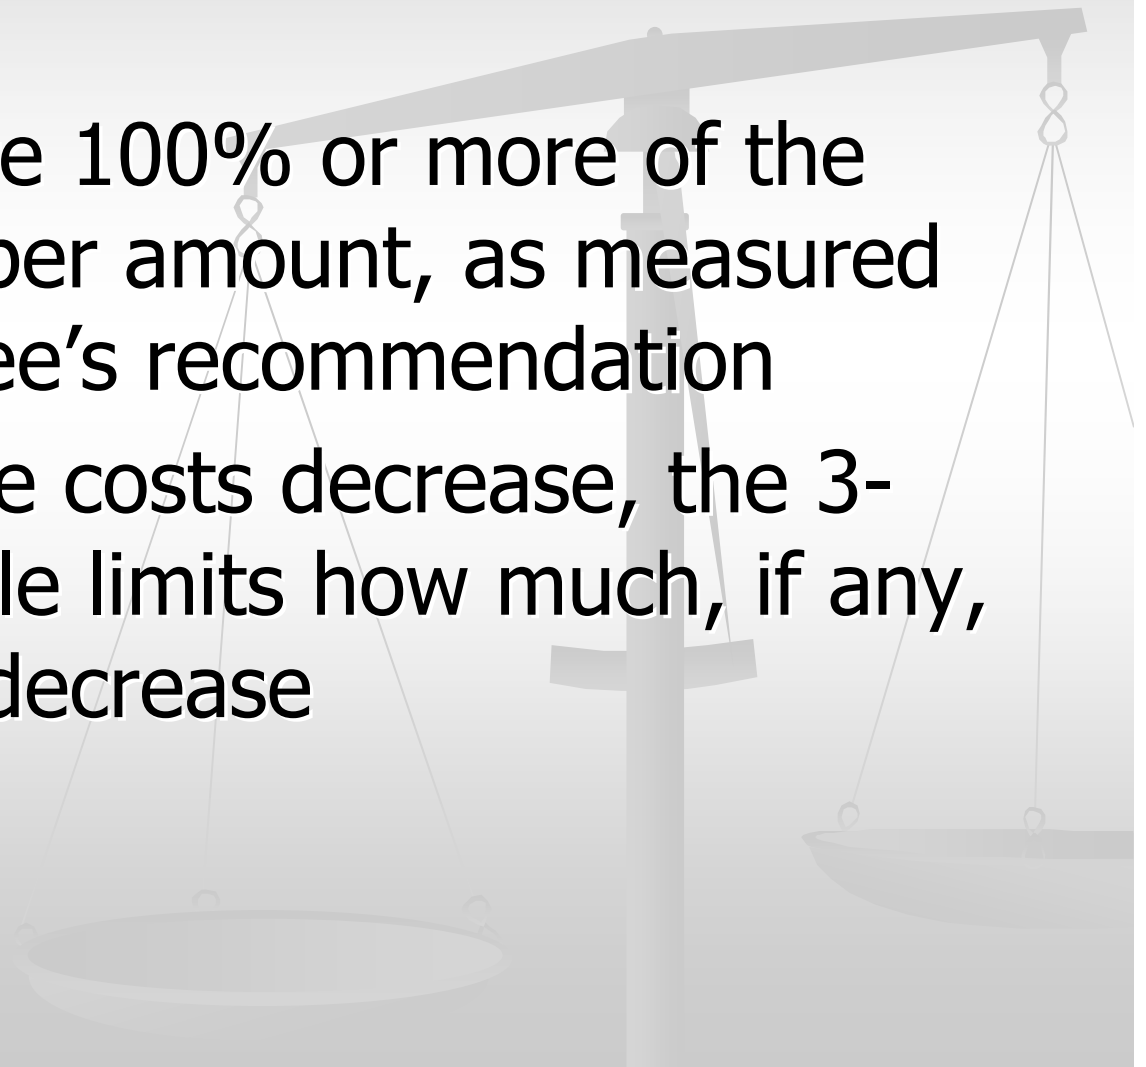 e 100% or more of the
per amount, as measured
ee’s recommendation
e costs decrease, the 3-
le limits how much, if any,
decrease